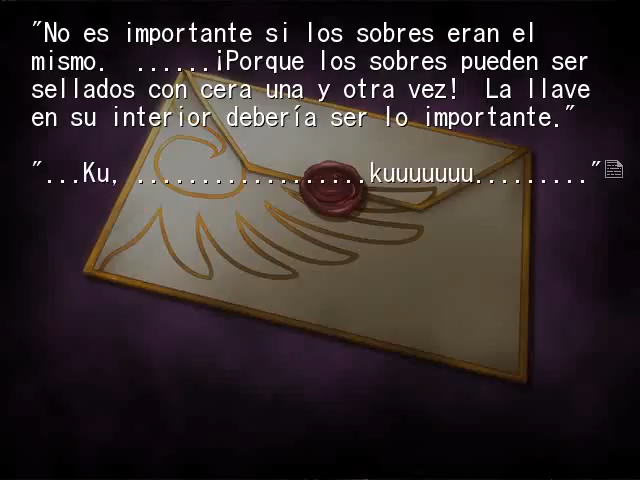 "No es importante si los sobres eran el
mismo.  ......¡Porque los sobres pueden ser
sellados con cera una y otra vez!  La llave
en su interior debería ser lo importante."
"...Ku, ..................kuuuuuuu........."